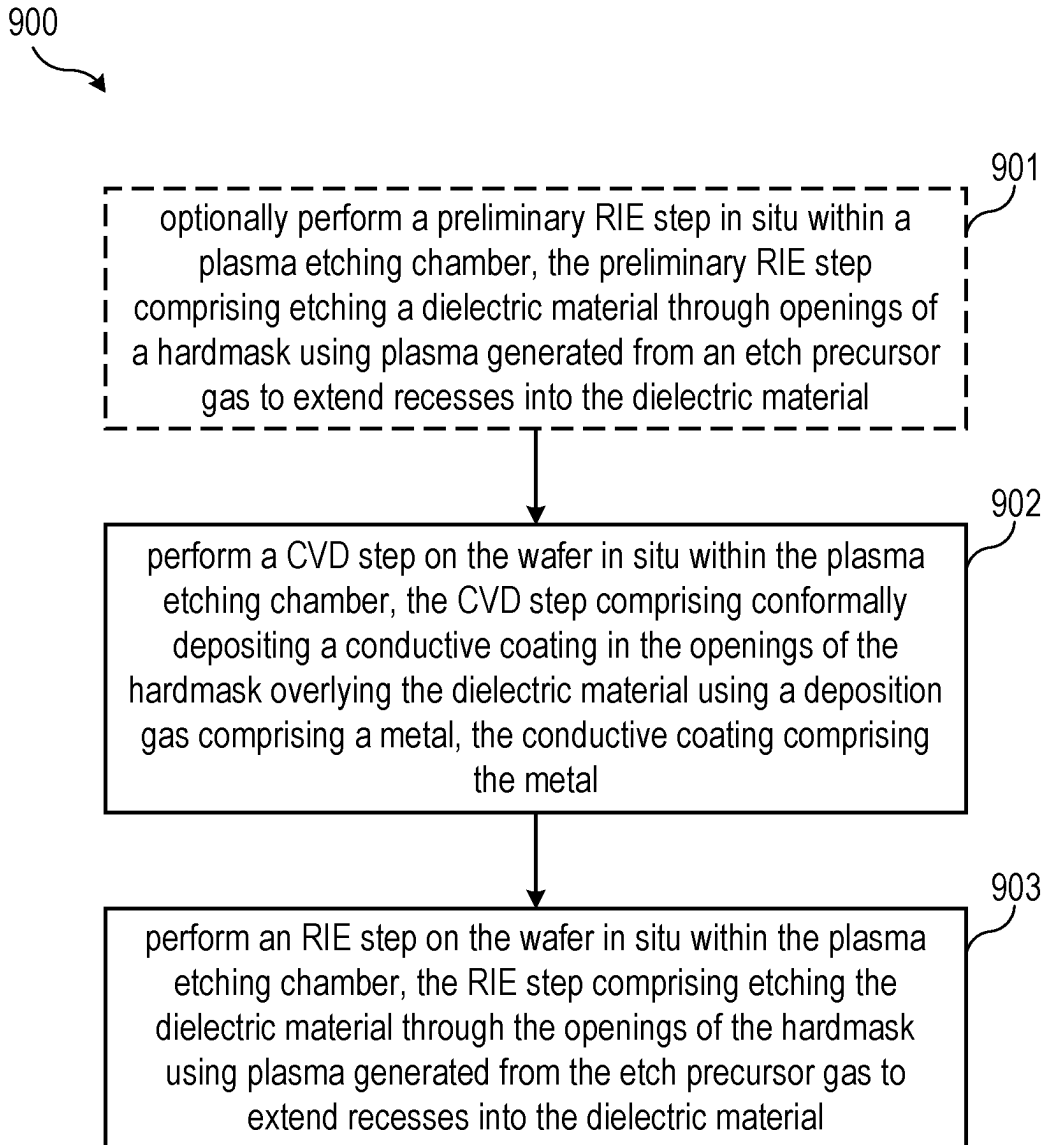 900
901
optionally perform a preliminary RIE step in situ within a
plasma etching chamber, the preliminary RIE step
comprising etching a dielectric material through openings of
a hardmask using plasma generated from an etch precursor
gas to extend recesses into the dielectric material
902
perform a CVD step on the wafer in situ within the plasma
etching chamber, the CVD step comprising conformally
depositing a conductive coating in the openings of the
hardmask overlying the dielectric material using a deposition
gas comprising a metal, the conductive coating comprising
the metal
903
perform an RIE step on the wafer in situ within the plasma
etching chamber, the RIE step comprising etching the
dielectric material through the openings of the hardmask
using plasma generated from the etch precursor gas to
extend recesses into the dielectric material